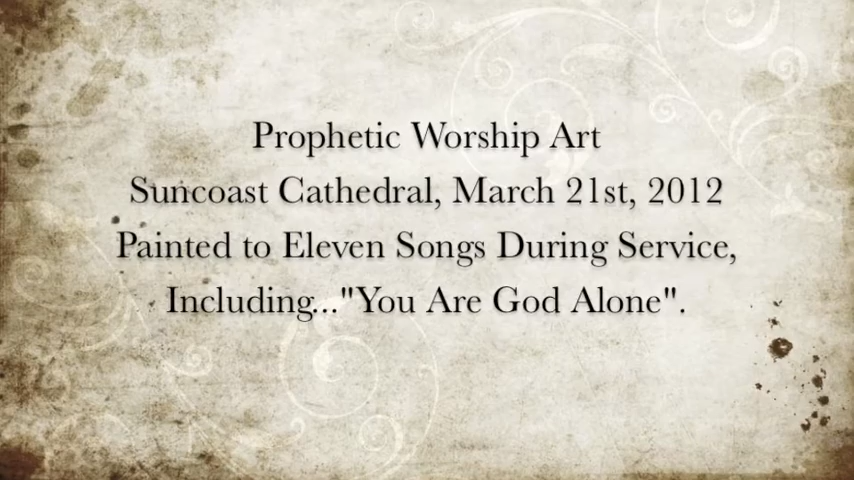 Prophetic Worship Art
Suncoast Cathedral, March 21st, 2012
Painted to Eleven Songs During Service,
Including..."You Are God Alone".